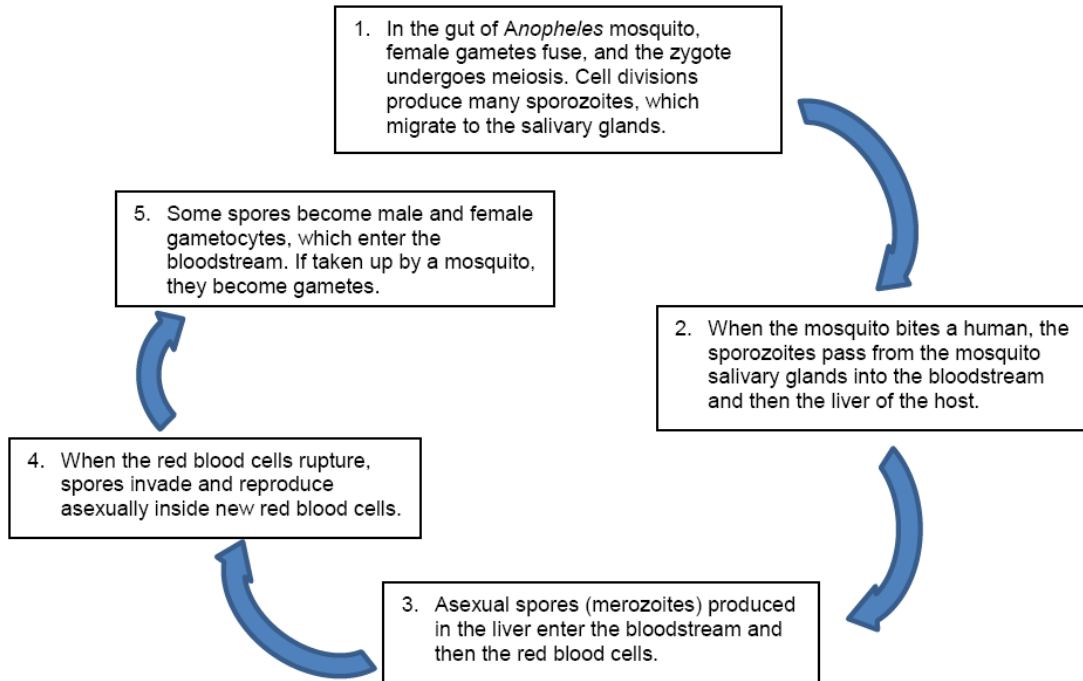 1. In the gut of Anopheles mosquito,
female gametes fuse, and the zygote
undergoes meiosis. Cell divisions
produce many sporozoites, which
migrate to the salivary glands.
2. When the mosquito bites a human, the
sporozoites pass from the mosquito
salivary glands into the bloodstream
and then the liver of the host.
3. Asexual spores (merozoites) produced
in the liver enter the bloodstream and
then the red blood cells.
4. When the red blood cells rupture,
spores invade and reproduce
asexually inside new red blood cells.
5. Some spores become male and female
gametocytes, which enter the
bloodstream. If taken up by a mosquito,
they become gametes.